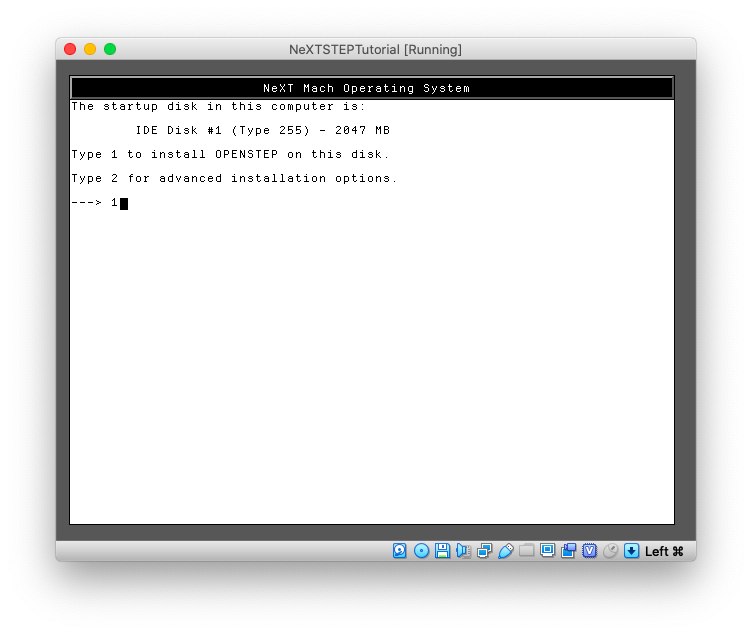 NeXTSTEPTutorial [Running]
NeXT Mach Operating System
The startup disk in this computer is:
IDE Disk #1 (Type 255) - 2047 MB
Type 1 to install OPENSTEP on this disk.
Type 2 for advanced installation options.
---> 1
Left ⌘